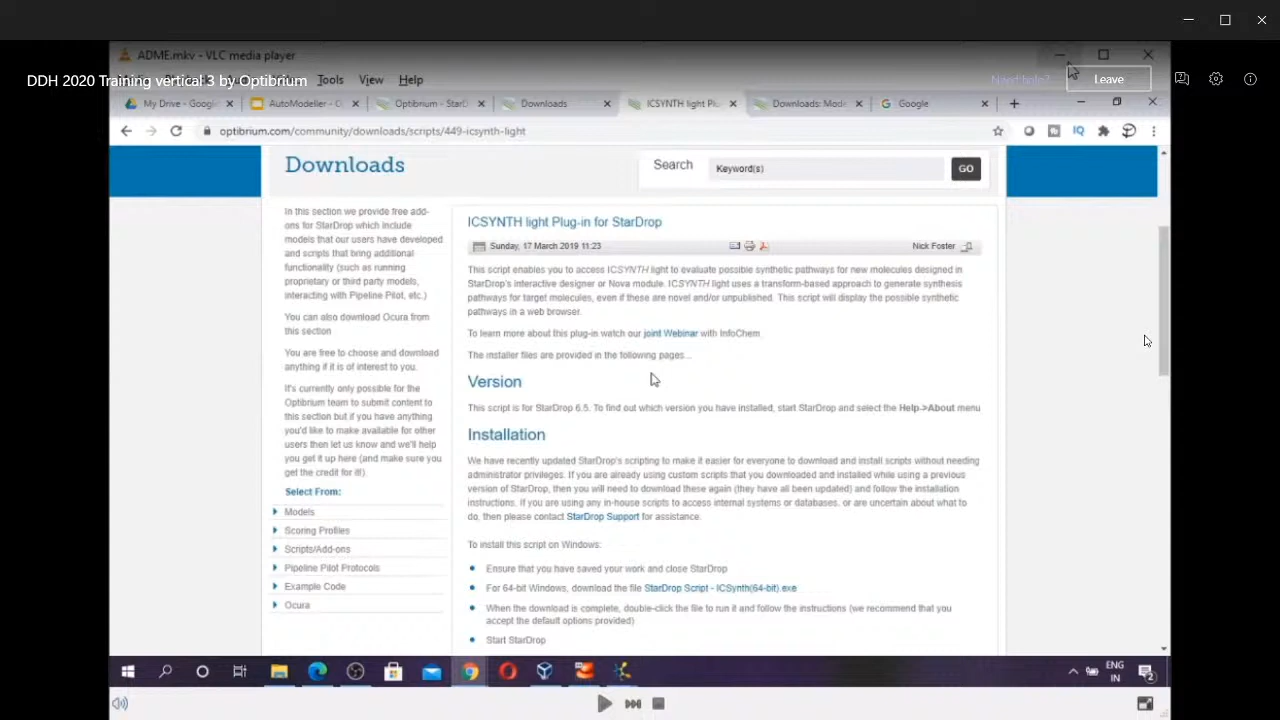 ADME.mkv - VLC media player
DDH 2020 Training vertical 3 by Optibrium
Tools View Help
Need help?
Leave
My Drive - Google
AutoModeller - O
Optibrium - StarD
Downloads
ICSYNTH light Plu
Downloads: Mode
Google
optibrium.com/community/downloads/scripts/449-icsynth-light
Downloads
Search
Keyword(s)
GO
In this section we provide free add-
ons for StarDrop which include
models that our users have developed
and scripts that bring additional
functionality (such as running
proprietary or third party models,
interacting with Pipeline Pilot, etc.)
You can also download Ocura from
this section
You are free to choose and download
anything if it is of interest to you.
It's currently only possible for the
Optibrium team to submit content to
this section but if you have anything
you'd like to make available for other
users then let us know and we'll help
you get it up here (and make sure you
get the credit for it!).
Select From:
Models
Scoring Profiles
Scripts/Add-ons
Pipeline Pilot Protocols
Example Code
Ocura
ICSYNTH light Plug-in for StarDrop
Sunday, 17 March 2019 11:23
Nick Foster
This script enables you to access ICSYNTH light to evaluate possible synthetic pathways for new molecules designed in
StarDrop's interactive designer or Nova module. ICSYNTH light uses a transform-based approach to generate synthesis
pathways for target molecules, even if these are novel and/or unpublished. This script will display the possible synthetic
pathways in a web browser.
To learn more about this plug-in watch our joint Webinar with InfoChem.
The installer files are provided in the following pages...
Version
This script is for StarDrop 6.5. To find out which version you have installed, start StarDrop and select the Help->About menu
Installation
We have recently updated StarDrop's scripting to make it easier for everyone to download and install scripts without needing
administrator privileges. If you are already using custom scripts that you downloaded and installed while using a previous
version of StarDrop, then you will need to download these again (they have all been updated) and follow the installation
instructions. If you are using any in-house scripts to access internal systems or databases, or are uncertain about what to
do, then please contact StarDrop Support for assistance.
To install this script on Windows:
Ensure that you have saved your work and close StarDrop
For 64-bit Windows, download the file StarDrop Script - ICSynth(64-bit).exe
When the download is complete, double-click the file to run it and follow the instructions (we recommend that you
accept the default options provided)
Start StarDrop
ENG
IN
2